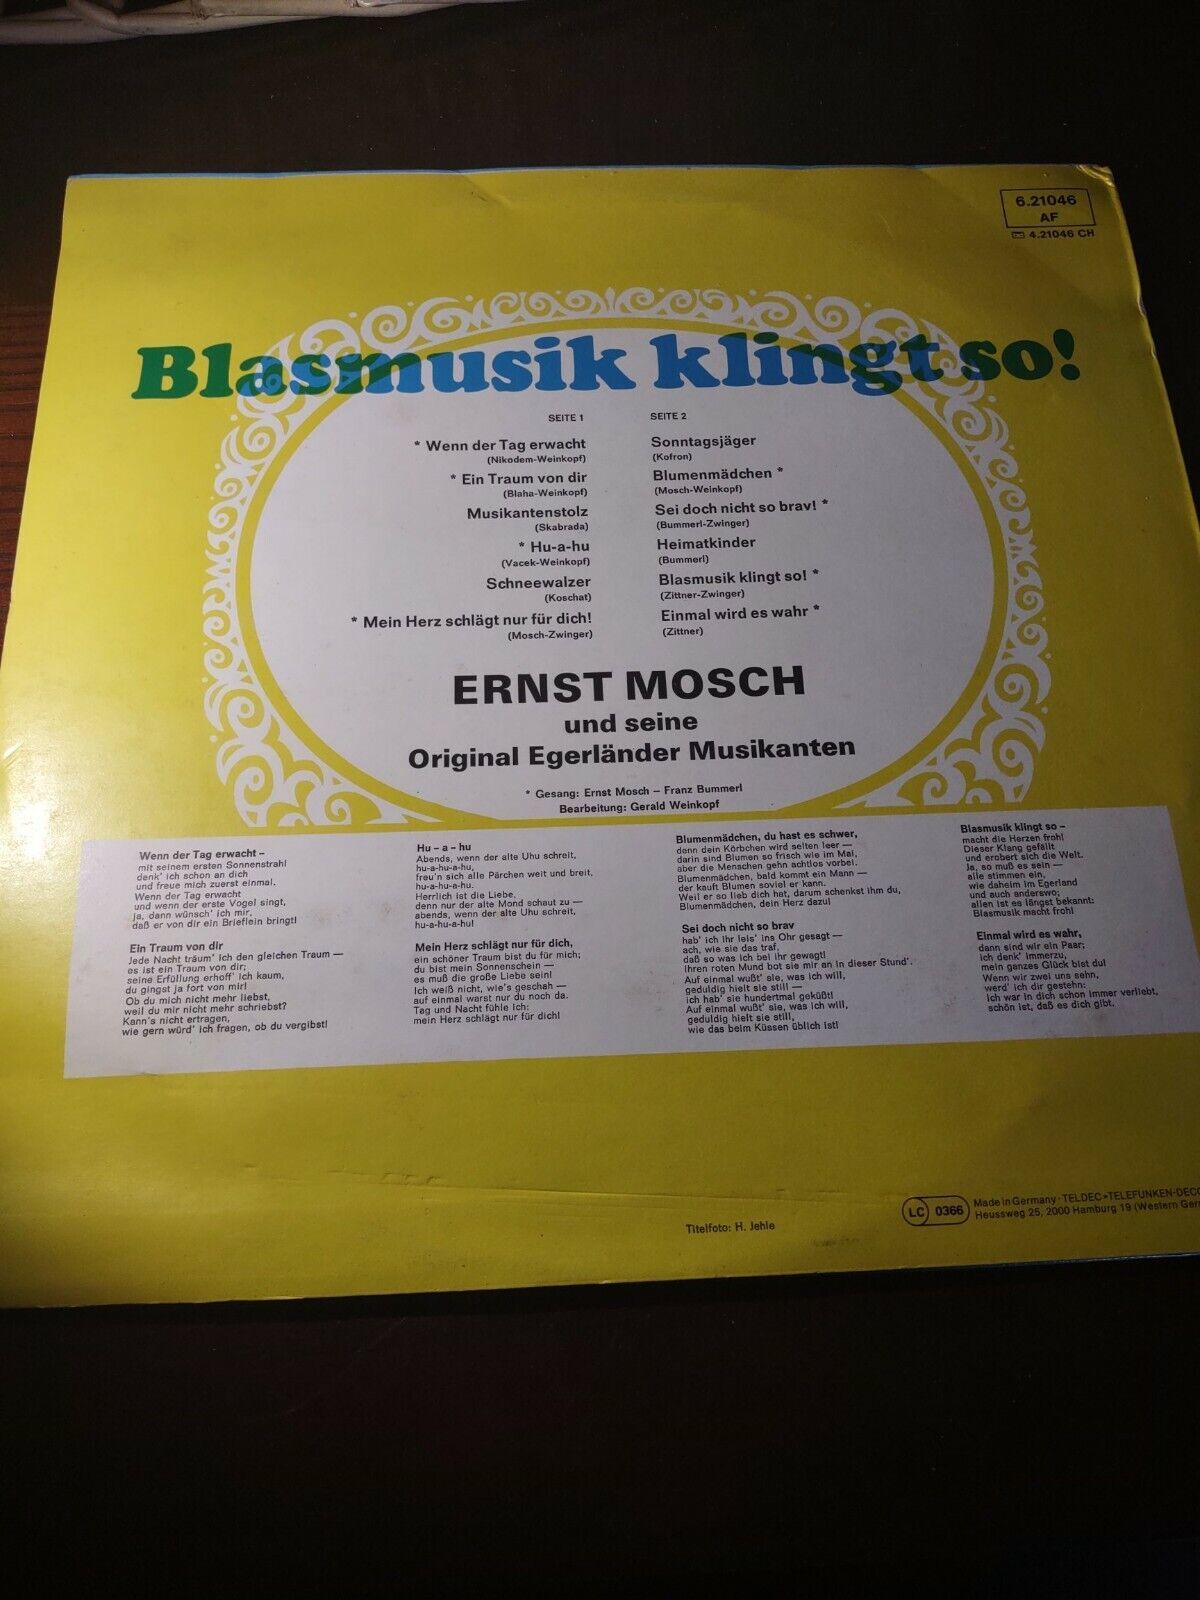 6.21046
AF
4.21046 CH
Blasmusik klingt so!
SEITE 1
* Wenn der Tag erwacht
(Nikodem-Weinkopf)
* Ein Traum von dir
(Blaha-Weinkopf)
Musikantenstolz
(Skabrada)
* Hu-a-hu
(Vacek-Weinkopf)
Schneewalzer
(Koschat)
* Mein Herz schlägt nur für dich!
(Mosch-Zwinger)
SEITE 2
Sonntagsjäger
(Kofron)
Blumenmädchen *
(Mosch-Weinkopf)
Sei doch nicht so brav! *
(Bummerl-Zwinger)
Heimatkinder
(Bummerl)
Blasmusik klingt so! *
(Zittner-Zwinger)
Einmal wird es wahr *
(Zittner)
ERNST MOSCH
und seine
Original Egerländer Musikanten
* Gesang: Ernst Mosch – Franz Bummerl
Bearbeitung: Gerald Weinkopf
Wenn der Tag erwacht –
mit seinem ersten Sonnenstrahl
denk' ich schon an dich
und freue mich zuerst einmal.
Wenn der Tag erwacht
und wenn der erste Vogel singt,
ja, dann wünsch' ich mir,
daß er von dir ein Brieflein bringt!
Ein Traum von dir
Jede Nacht träum' ich den gleichen Traum —
es ist ein Traum von dir;
seine Erfüllung erhoff' ich kaum,
du gingst ja fort von mir!
Ob du mich nicht mehr liebst,
weil du mir nicht mehr schriebst?
Kann's nicht ertragen,
wie gern würd' ich fragen, ob du vergibst!
Hu – a – hu
Abends, wenn der alte Uhu schreit,
hu-a-hu-a-hu,
freu'n sich alle Pärchen weit und breit,
hu-a-hu-a-hu.
Herrlich ist die Liebe,
denn nur der alte Mond schaut zu —
abends, wenn der alte Uhu schreit,
hu-a-hu-a-hu!
Mein Herz schlägt nur für dich,
ein schöner Traum bist du für mich;
du bist mein Sonnenschein —
es muß die große Liebe sein!
Ich weiß nicht, wie's geschah —
auf einmal warst nur du noch da.
Tag und Nacht fühle ich:
mein Herz schlägt nur für dich!
Blumenmädchen, du hast es schwer,
denn dein Körbchen wird selten leer —
darin sind Blumen so frisch wie im Mai,
aber die Menschen gehn achtlos vorbei.
Blumenmädchen, bald kommt ein Mann —
der kauft Blumen soviel er kann.
Weil er so lieb dich hat, darum schenkst ihm du,
Blumenmädchen, dein Herz dazu!
Sei doch nicht so brav
hab' ich ihr leis' ins Ohr gesagt —
ach, wie sie das traf,
daß so was ich bei ihr gewagt!
Ihren roten Mund bot sie mir an in dieser Stund'.
Auf einmal wußt' sie, was ich will,
geduldig hielt sie still —
ich hab' sie hundertmal geküßt!
Auf einmal wußt' sie, was ich will,
geduldig hielt sie still,
wie das beim Küssen üblich ist!
Blasmusik klingt so –
macht die Herzen froh!
Dieser Klang gefällt
und erobert sich die Welt.
Ja, so muß es sein —
alle stimmen ein,
wie daheim im Egerland
und auch anderswo;
allen ist es längst bekannt:
Blasmusik macht froh!
Einmal wird es wahr,
dann sind wir ein Paar;
ich denk' immerzu,
mein ganzes Glück bist du!
Wenn wir zwei uns sehn,
werd' ich dir gestehn:
Ich war in dich schon immer verliebt,
schön ist, daß es dich gibt.
Titelfoto: H. Jehle
LC 0366
Made in Germany · TELDEC »TELEFUNKEN-DECC
Heussweg 25, 2000 Hamburg 19 (Western Ger